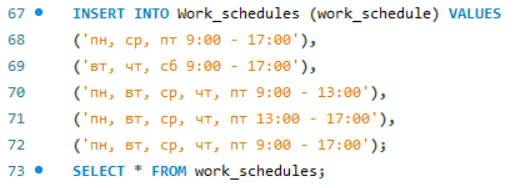 67 INSERT INTO Work_schedules (work_schedule) VALUES
68 ('пн, ср, пт 9:00 - 17:00'),
69 ('вт, чт, сб 9:00 - 17:00'),
70 ('пн, вт, ср, чт, пт 9:00 - 13:00'),
71 ('пн, вт, ср, чт, пт 13:00 - 17:00'),
72 ('пн, вт, ср, чт, пт 9:00 - 17:00');
73 SELECT * FROM work_schedules;